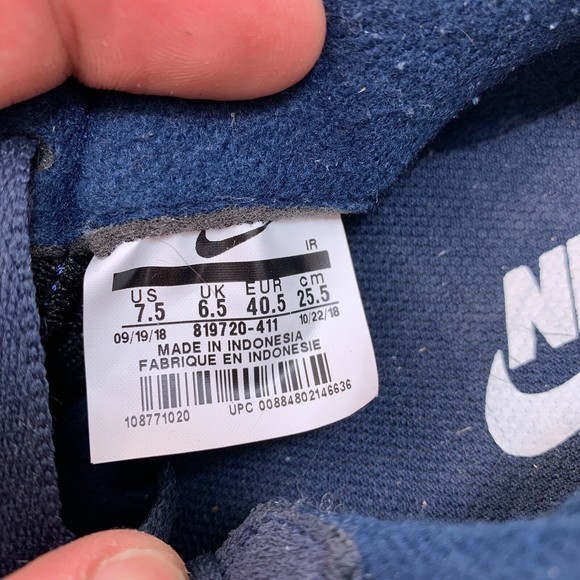 IR
US UK EUR cm
7.5 6.5 40.5 25.5
09/19/18 819720-411 10/22/18
MADE IN INDONESIA
FABRIQUE EN INDONESIE
108771020 UPC 00884802146636